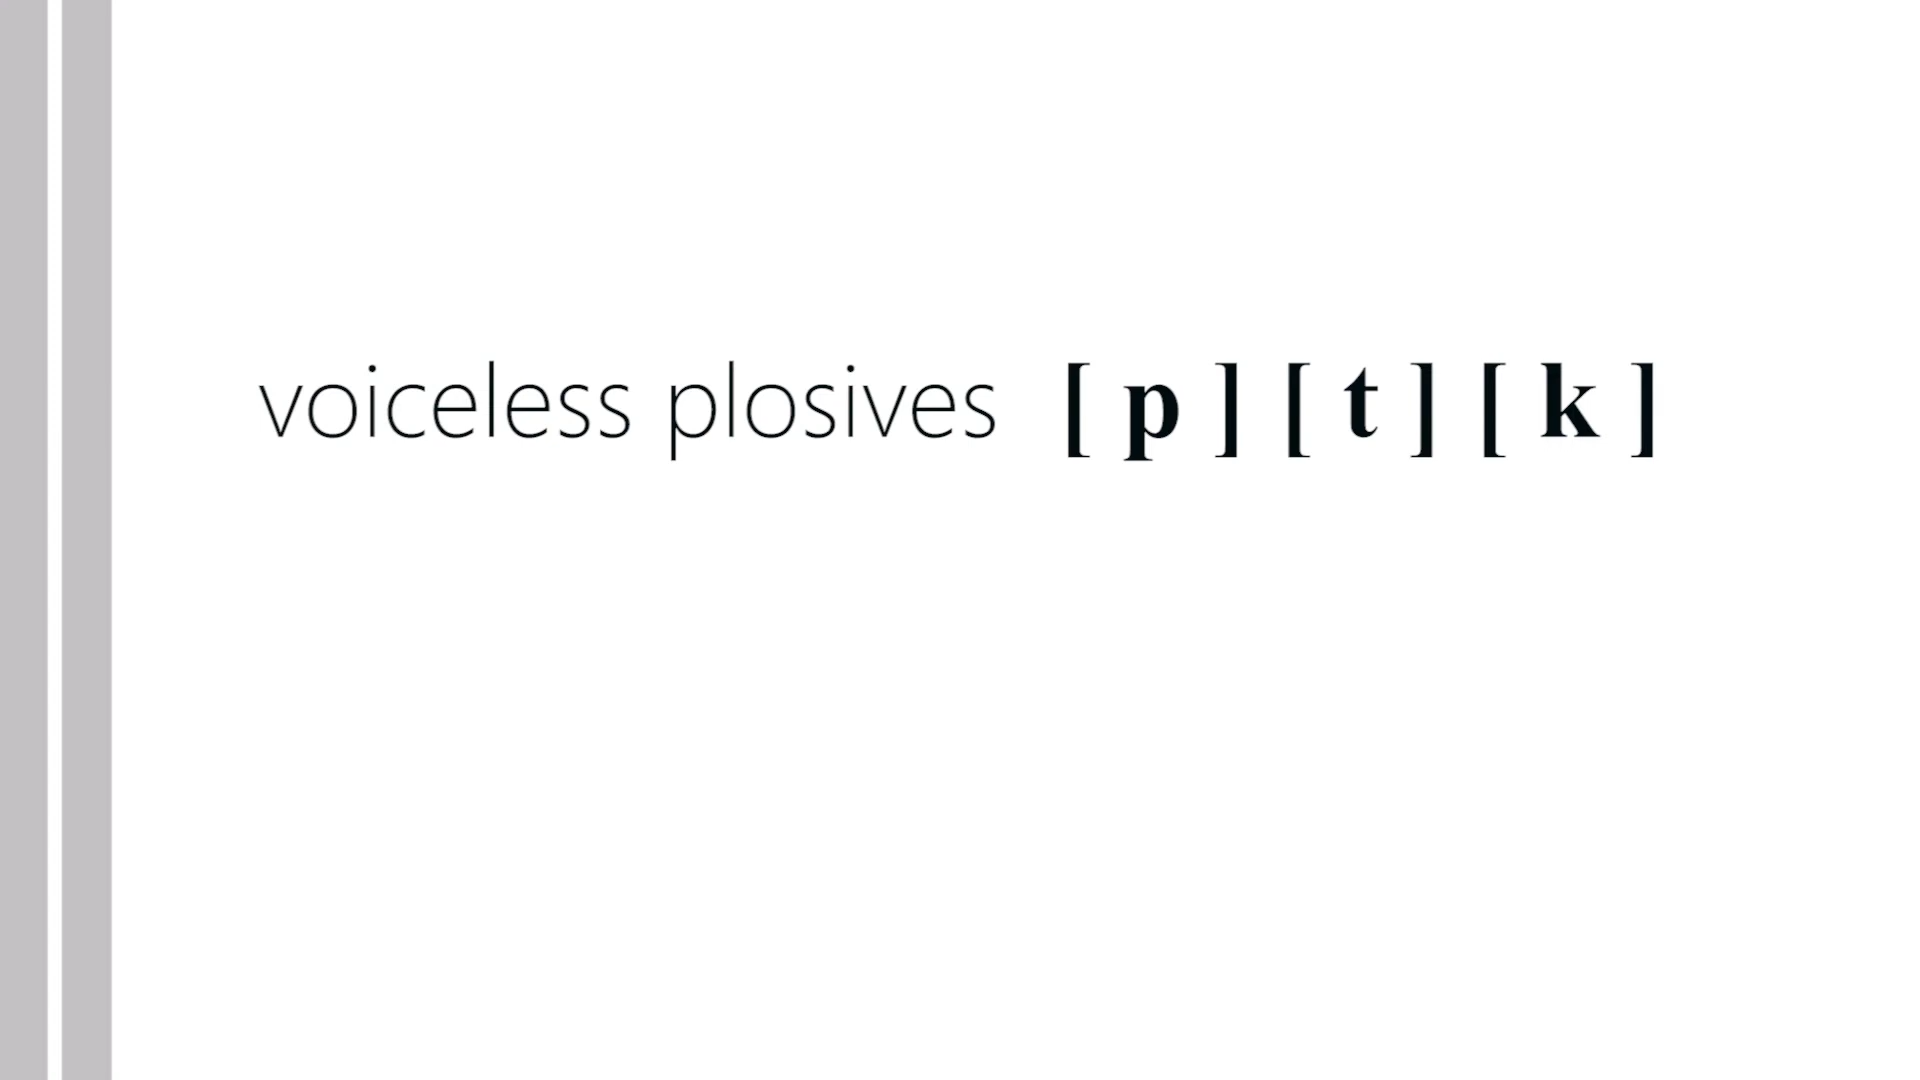 voiceless plosives [ p ] [ t ] [ k ]